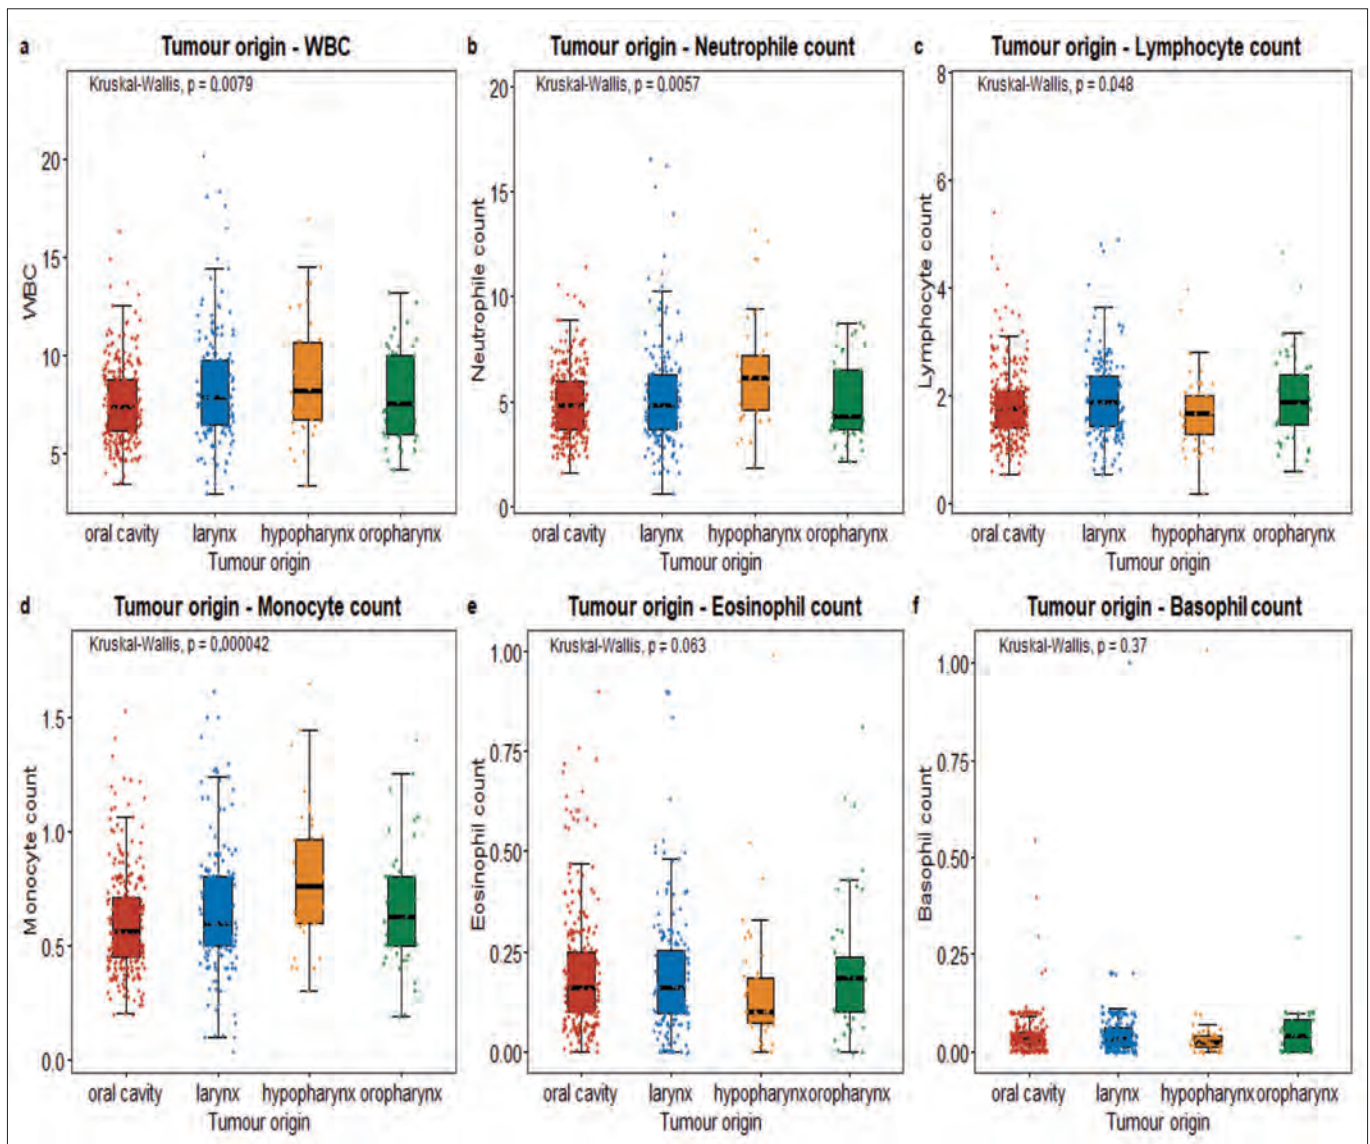 a Tumour origin - WBC
Kruskal-Wallis, p = 0.0079
WBC
20
15
10
5
oral cavity larynx hypopharynx oropharynx
Tumour origin
b Tumour origin - Neutrophile count
Kruskal-Wallis, p = 0.0057
Neutrophile count
20
15
10
5
0
oral cavity larynx hypopharynx oropharynx
Tumour origin
c Tumour origin - Lymphocyte count
Kruskal-Wallis, p = 0.048
Lymphocyte count
8
6
4
2
0
oral cavity larynx hypopharynx oropharynx
Tumour origin
d Tumour origin - Monocyte count
Kruskal-Wallis, p = 0.000042
Monocyte count
1.5
1.0
0.5
0.0
oral cavity larynx hypopharynx oropharynx
Tumour origin
e Tumour origin - Eosinophil count
Kruskal-Wallis, p = 0.063
Eosinophil count
1.00
0.75
0.50
0.25
0.00
oral cavity larynx hypopharynx oropharynx
Tumour origin
f Tumour origin - Basophil count
Kruskal-Wallis, p = 0.37
Basophil count
1.00
0.75
0.50
0.25
0.00
oral cavity larynx hypopharynx oropharynx
Tumour origin